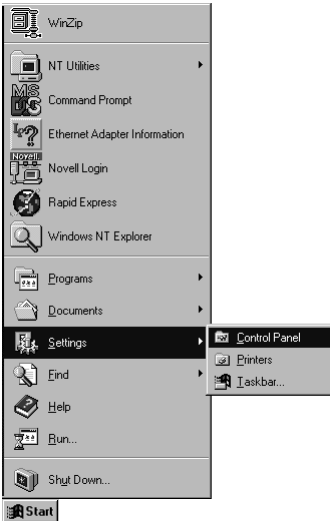 WinZip
NT Utilities
MS
DOS
Command Prompt
IP?
Ethernet Adapter Information
NOVELL
Novell Login
Rapid Express
Windows NT Explorer
Programs
Documents
Settings
Control Panel
Printers
Find
Taskbar...
Help
Run...
Shut Down...
Start